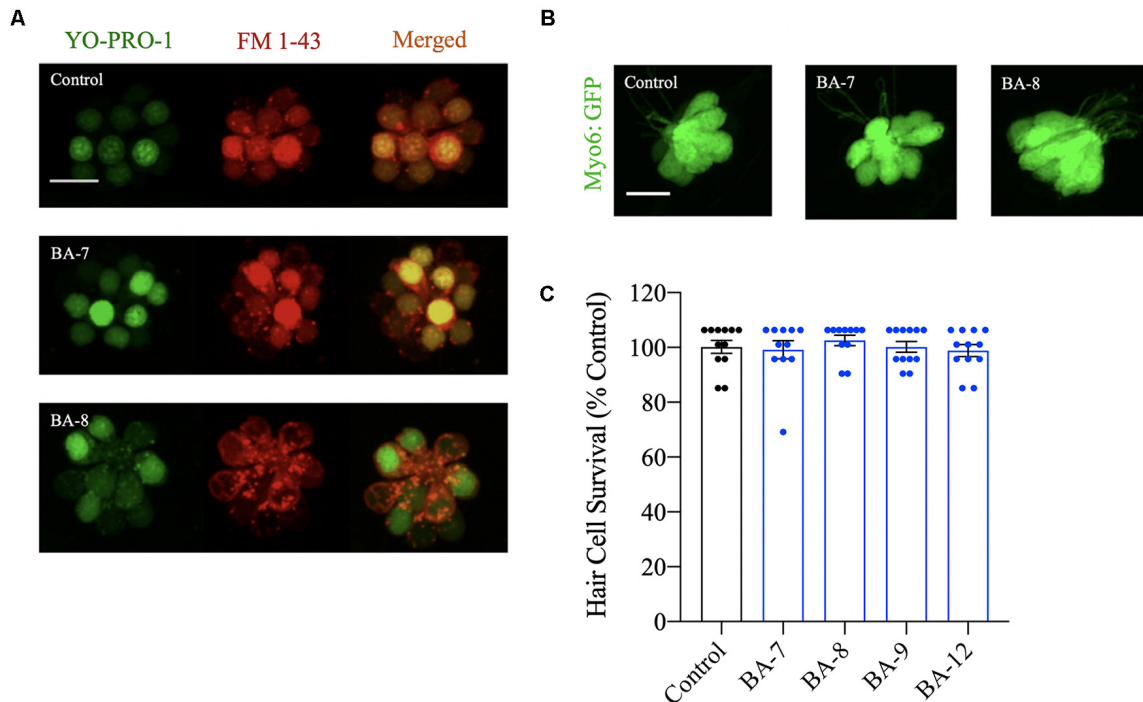 A
YO-PRO-1 FM 1-43 Merged
Control
BA-7
BA-8
B
Myo6: GFP
Control BA-7 BA-8
C
Hair Cell Survival (% Control)
120
100
80
60
40
20
0
Control BA-7 BA-8 BA-9 BA-12